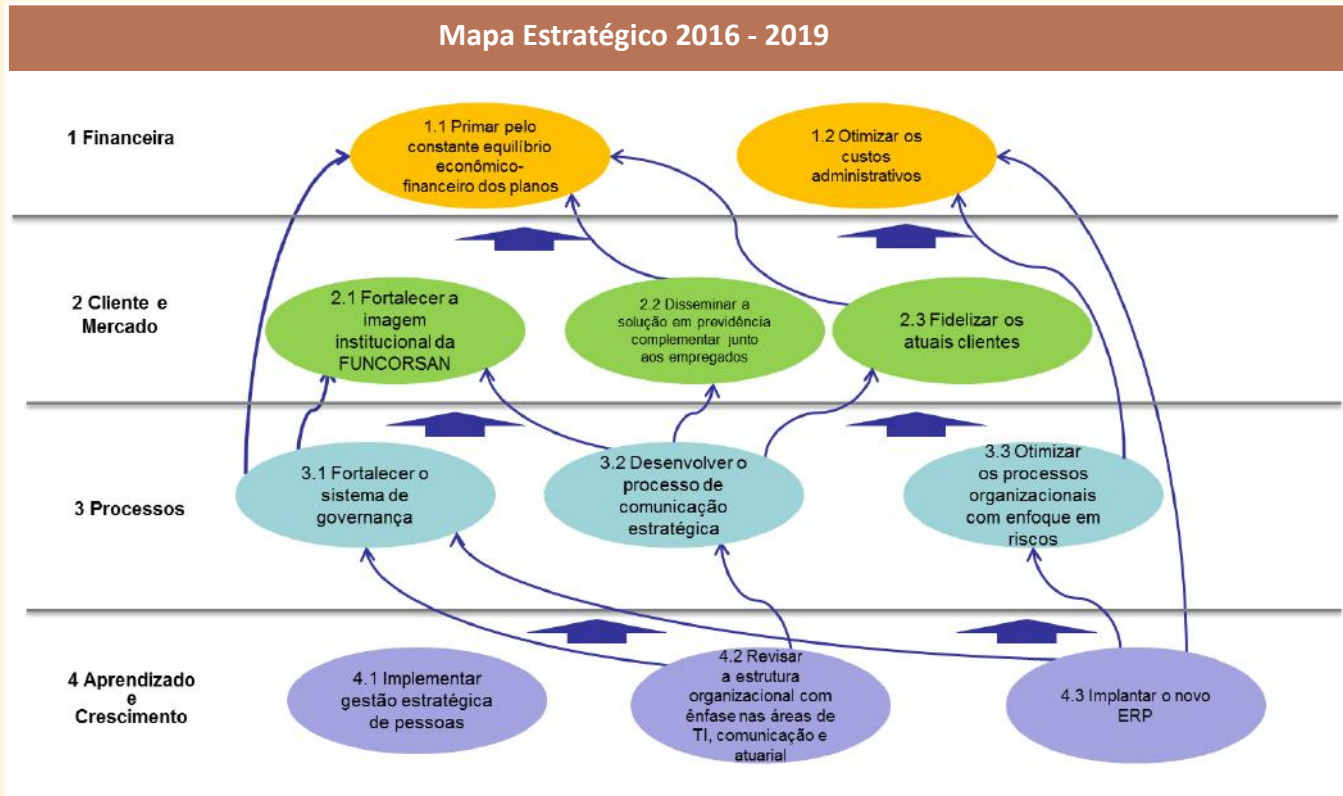 Mapa Estratégico 2016 - 2019
1 Financeira
1.1 Primar pelo
constante equilíbrio
econômico-
financeiro dos planos
1.2 Otimizar os
custos
administrativos
2 Cliente e
Mercado
2.1 Fortalecer a
imagem
institucional da
FUNCORSAN
2.2 Disseminar a
solução em previdência
complementar junto
aos empregados
2.3 Fidelizar os
atuais clientes
3 Processos
3.1 Fortalecer o
sistema de
governança
3.2 Desenvolver o
processo de
comunicação
estratégica
3.3 Otimizar
os processos
organizacionais
com enfoque em
riscos
4 Aprendizado
e
Crescimento
4.1 Implementar
gestão estratégica
de pessoas
4.2 Revisar
a estrutura
organizacional com
ênfase nas áreas de
TI, comunicação e
atuarial
4.3 Implantar o novo
ERP